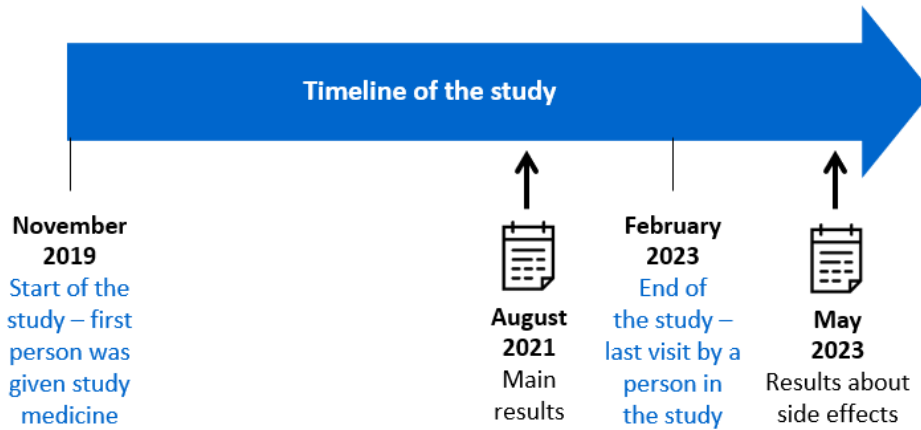 Timeline of the study
November
2019
Start of the
study – first
person was
given study
medicine
August
2021
Main
results
February
2023
End of
the study –
last visit by a
person in
the study
May
2023
Results about
side effects